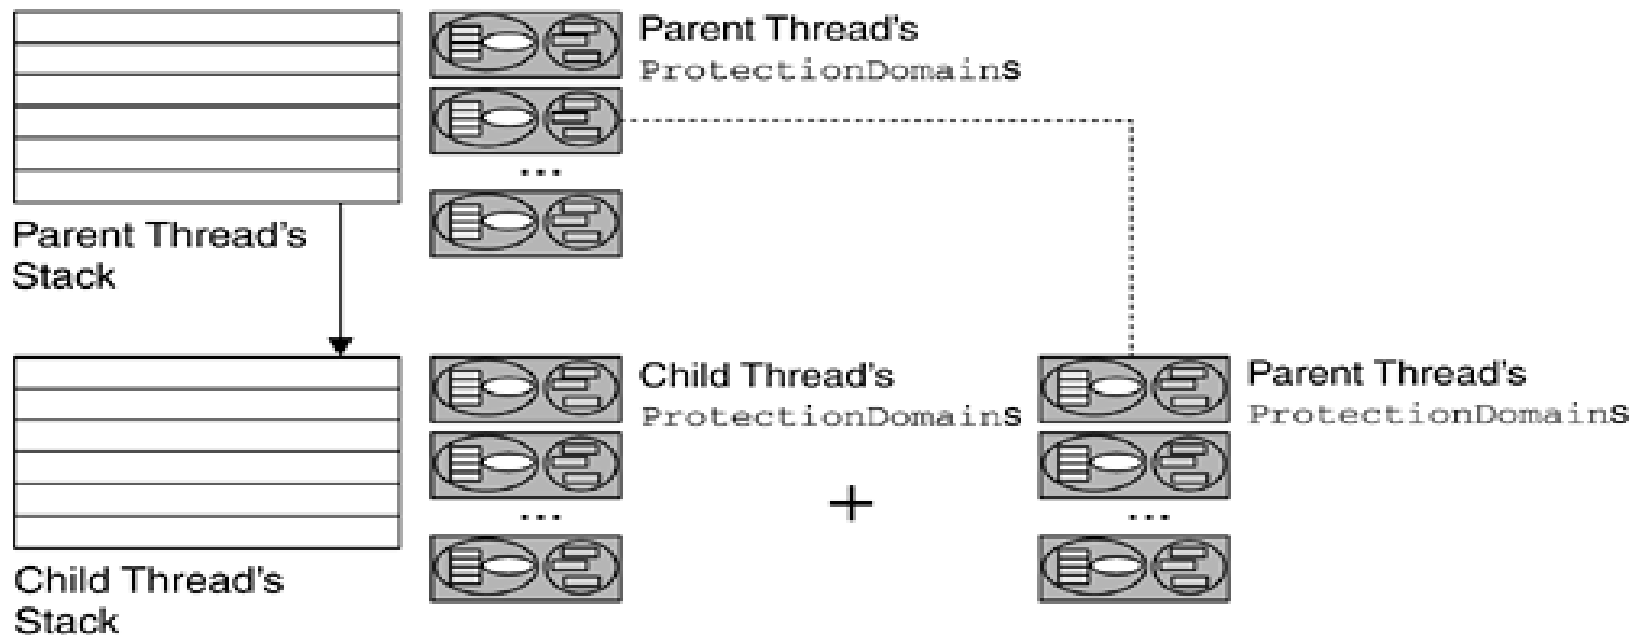 Parent Thread's
ProtectionDomains
...
Parent Thread's
Stack
Child Thread's
ProtectionDomains
Parent Thread's
ProtectionDomains
+
...
...
Child Thread's
Stack